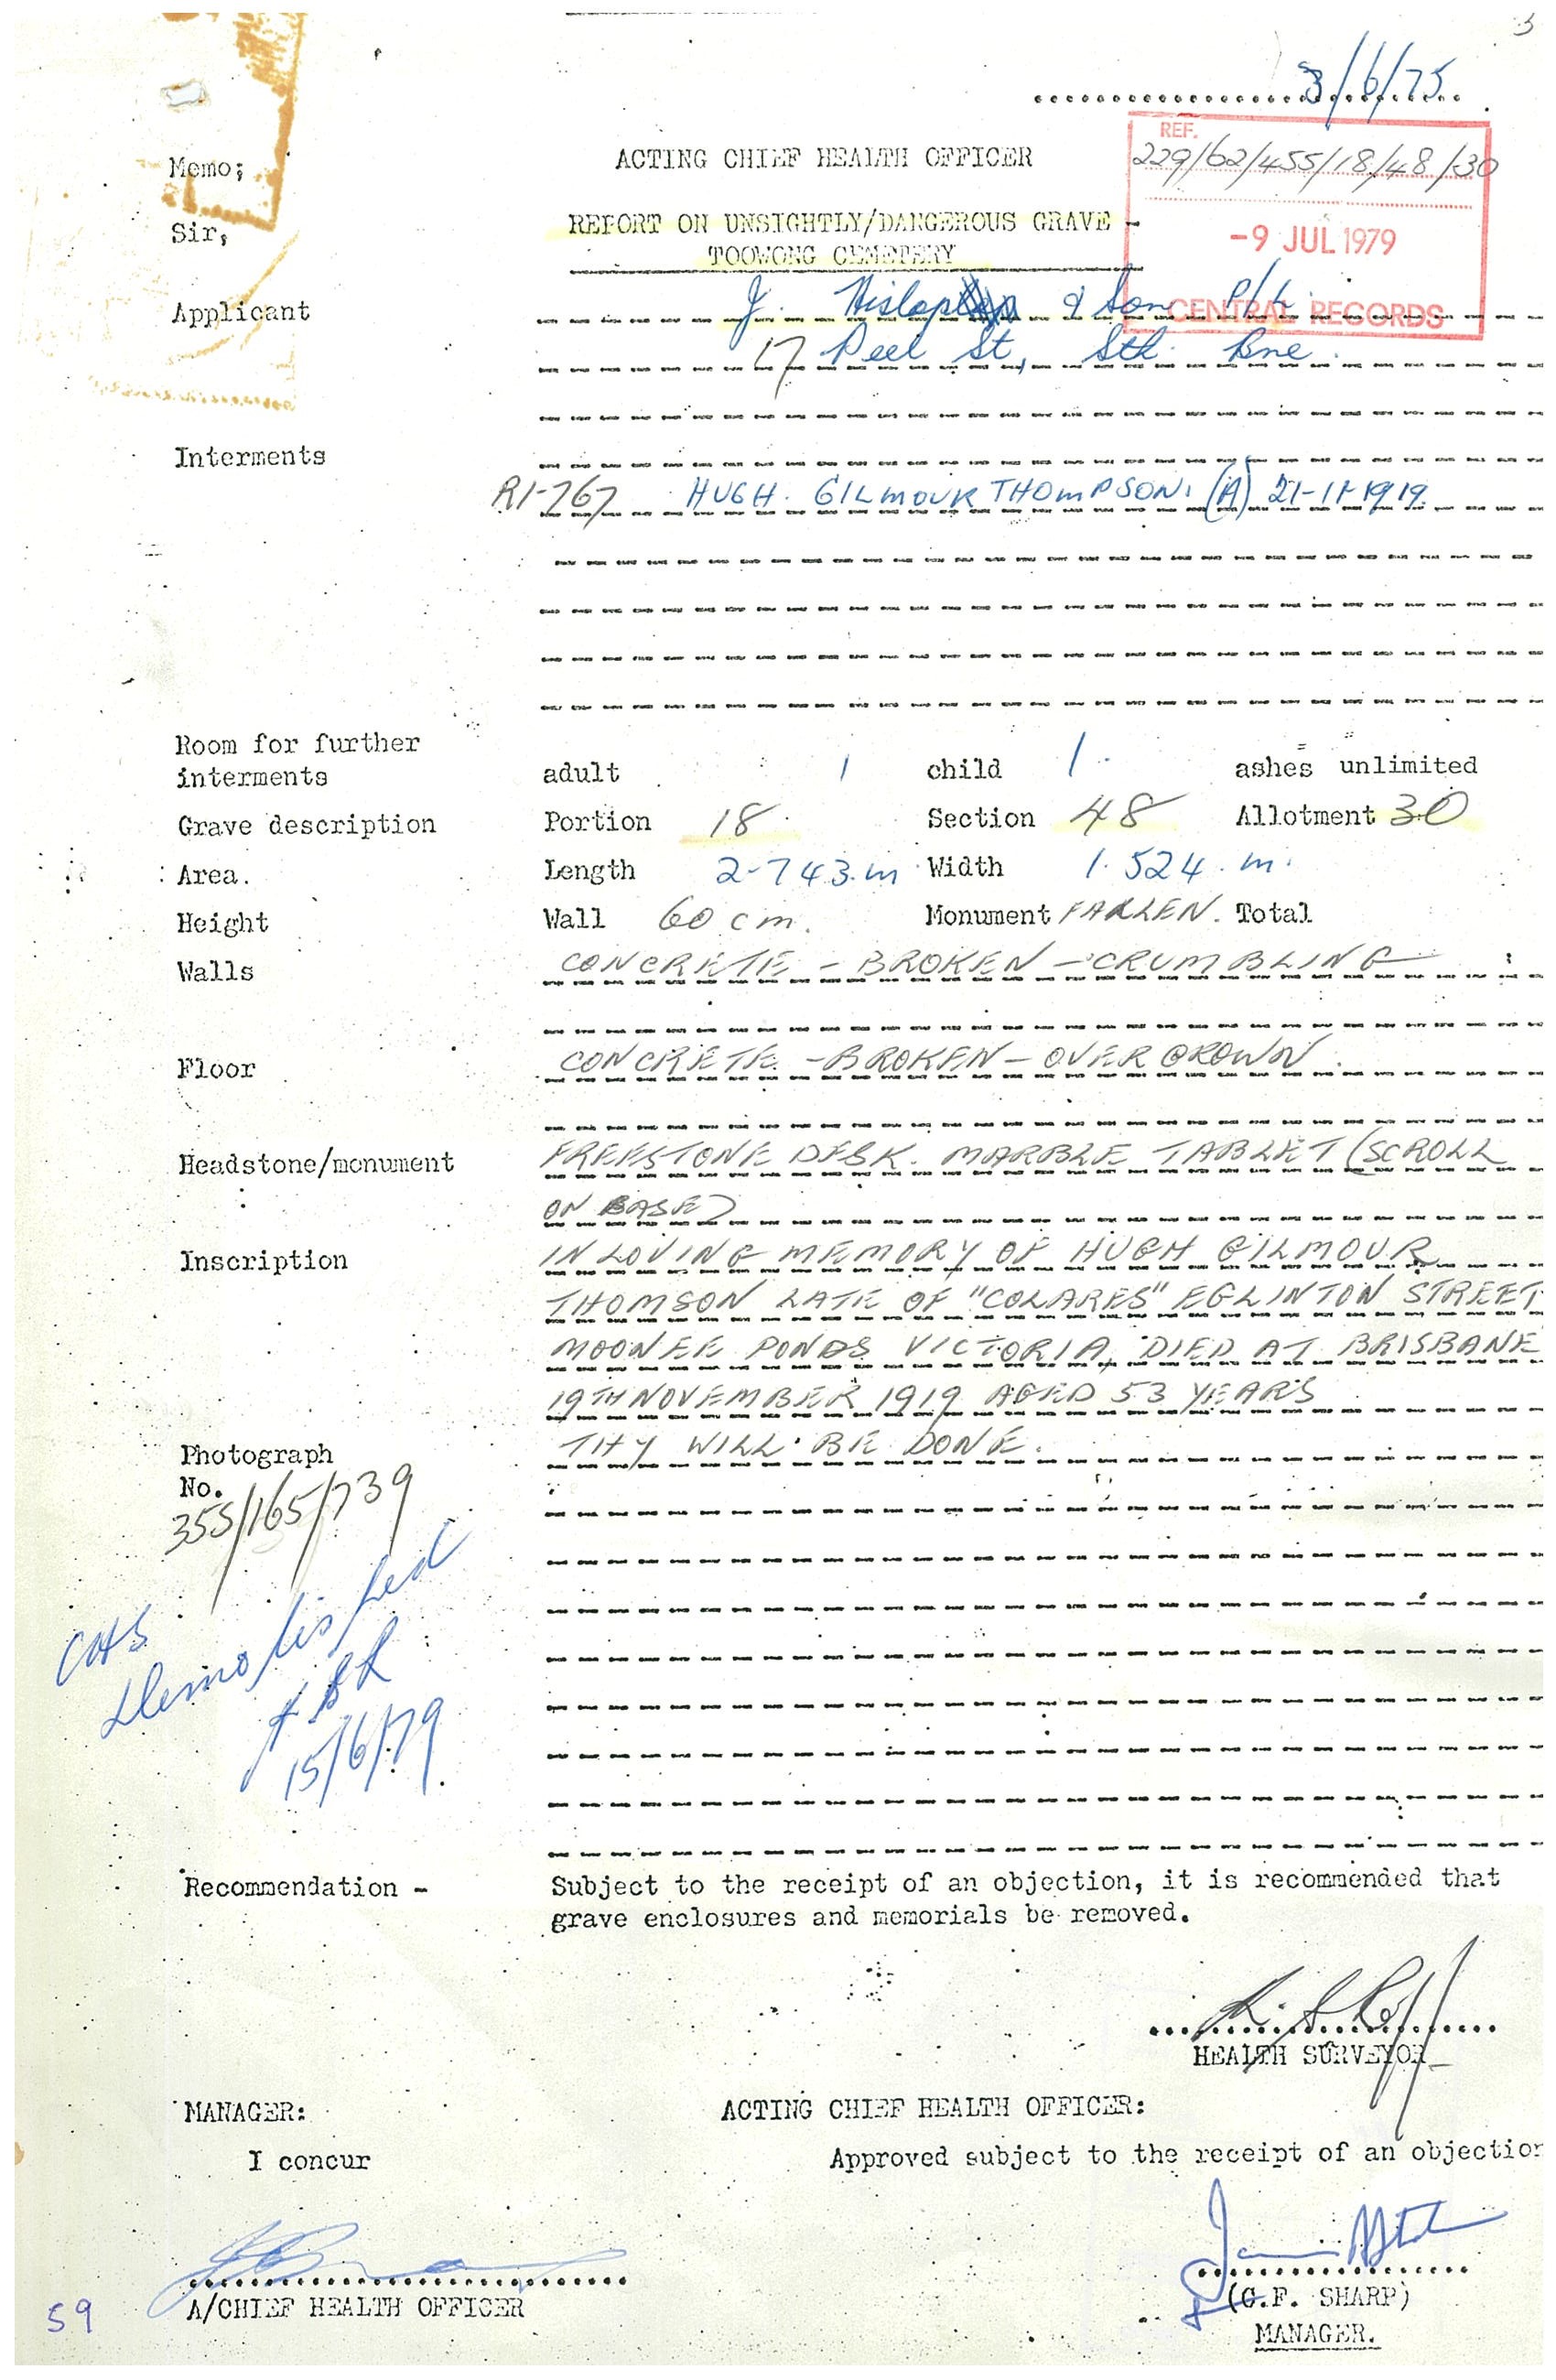 3/6/75
REF.
229/62/455/18/48/30
-9 JUL 1979
CENTRAL RECORDS
ACTING CHIEF HEALTH OFFICER
Memo;
REPORT ON UNSIGHTLY/DANGEROUS GRAVE -
TOOWONG CEMETERY
Sir,
Applicant J. Hislop & Son P/L
17 Peel St, Sth Bne.
Interments
R1-767 HUGH. GILMOUR THOMPSON. (A) 21-11-1919.
Room for further
interments adult 1 child 1. ashes unlimited
Grave description Portion 18 Section 48 Allotment 30
Area. Length 2-743.m Width 1.524.m.
Height Wall 60 cm. Monument FALLEN. Total
Walls CONCRETE - BROKEN - CRUMBLING
Floor CONCRETE - BROKEN - OVERGROWN.
Headstone/monument FREESTONE DESK. MARBLE TABLET (SCROLL
ON BASE)
Inscription IN LOVING MEMORY OF HUGH GILMOUR
THOMSON LATE OF "COLARES" EGLINTON STREET
MOONEE PONDS VICTORIA, DIED AT BRISBANE
19TH NOVEMBER 1919 AGED 53 YEARS
THY WILL BE DONE.
Photograph
No.
355/165/739
CHS
Demolished
15/6/79
Recommendation - Subject to the receipt of an objection, it is recommended that
grave enclosures and memorials be removed.
HEALTH SURVEYOR
MANAGER: ACTING CHIEF HEALTH OFFICER:
I concur Approved subject to the receipt of an objection
A/CHIEF HEALTH OFFICER (G.F. SHARP)
MANAGER.
59